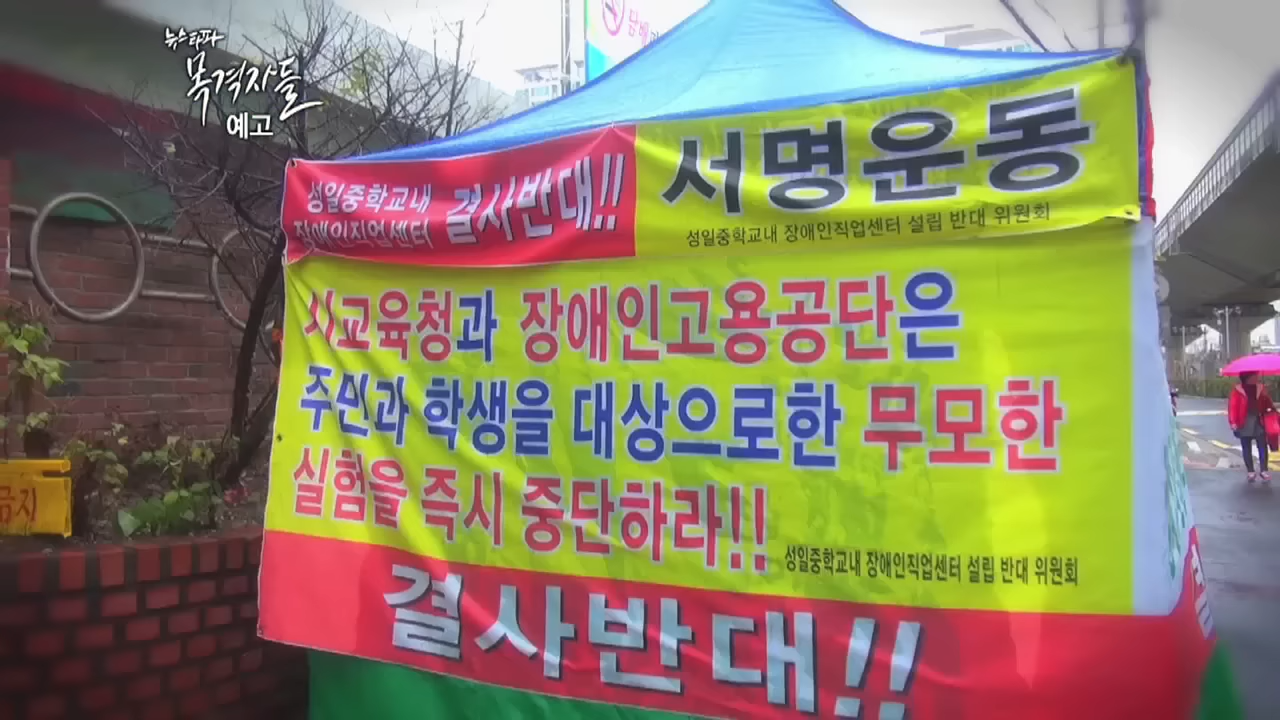 뉴스타파
목격자들
예고
담배
성일중학교내
장애인직업센터
결사반대!!
서명운동
성일중학교내 장애인직업센터 설립 반대 위원회
시교육청과 장애인고용공단은
주민과 학생을 대상으로한 무모한
실험을 즉시 중단하라!!
성일중학교내 장애인직업센터 설립 반대 위원회
결사반대!!
금지